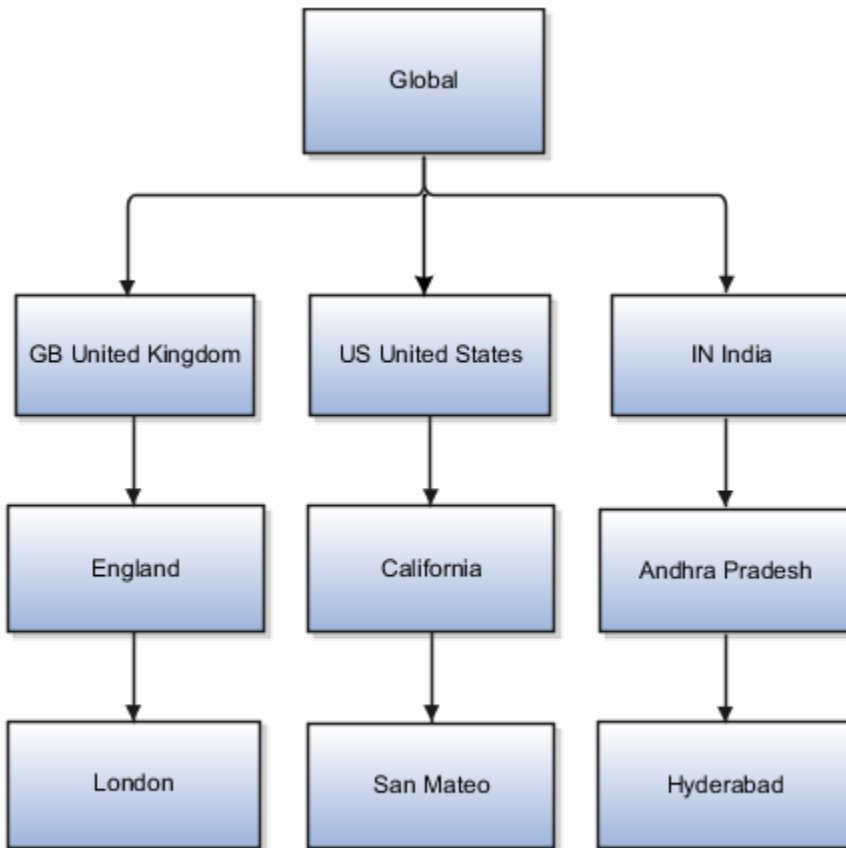 Global
GB United Kingdom
US United States
IN India
England
California
Andhra Pradesh
London
San Mateo
Hyderabad